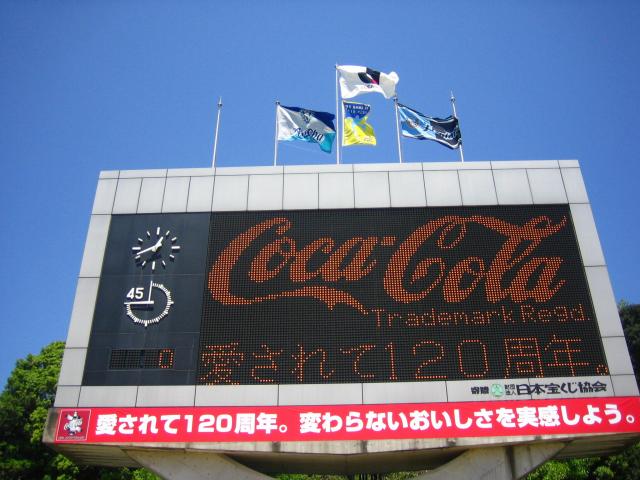 45
Coca-Cola
Trademark Regd
0
愛されて120周年。
寄贈 財団法人 日本宝くじ協会
愛されて120周年。変わらないおいしさを実感しよう。